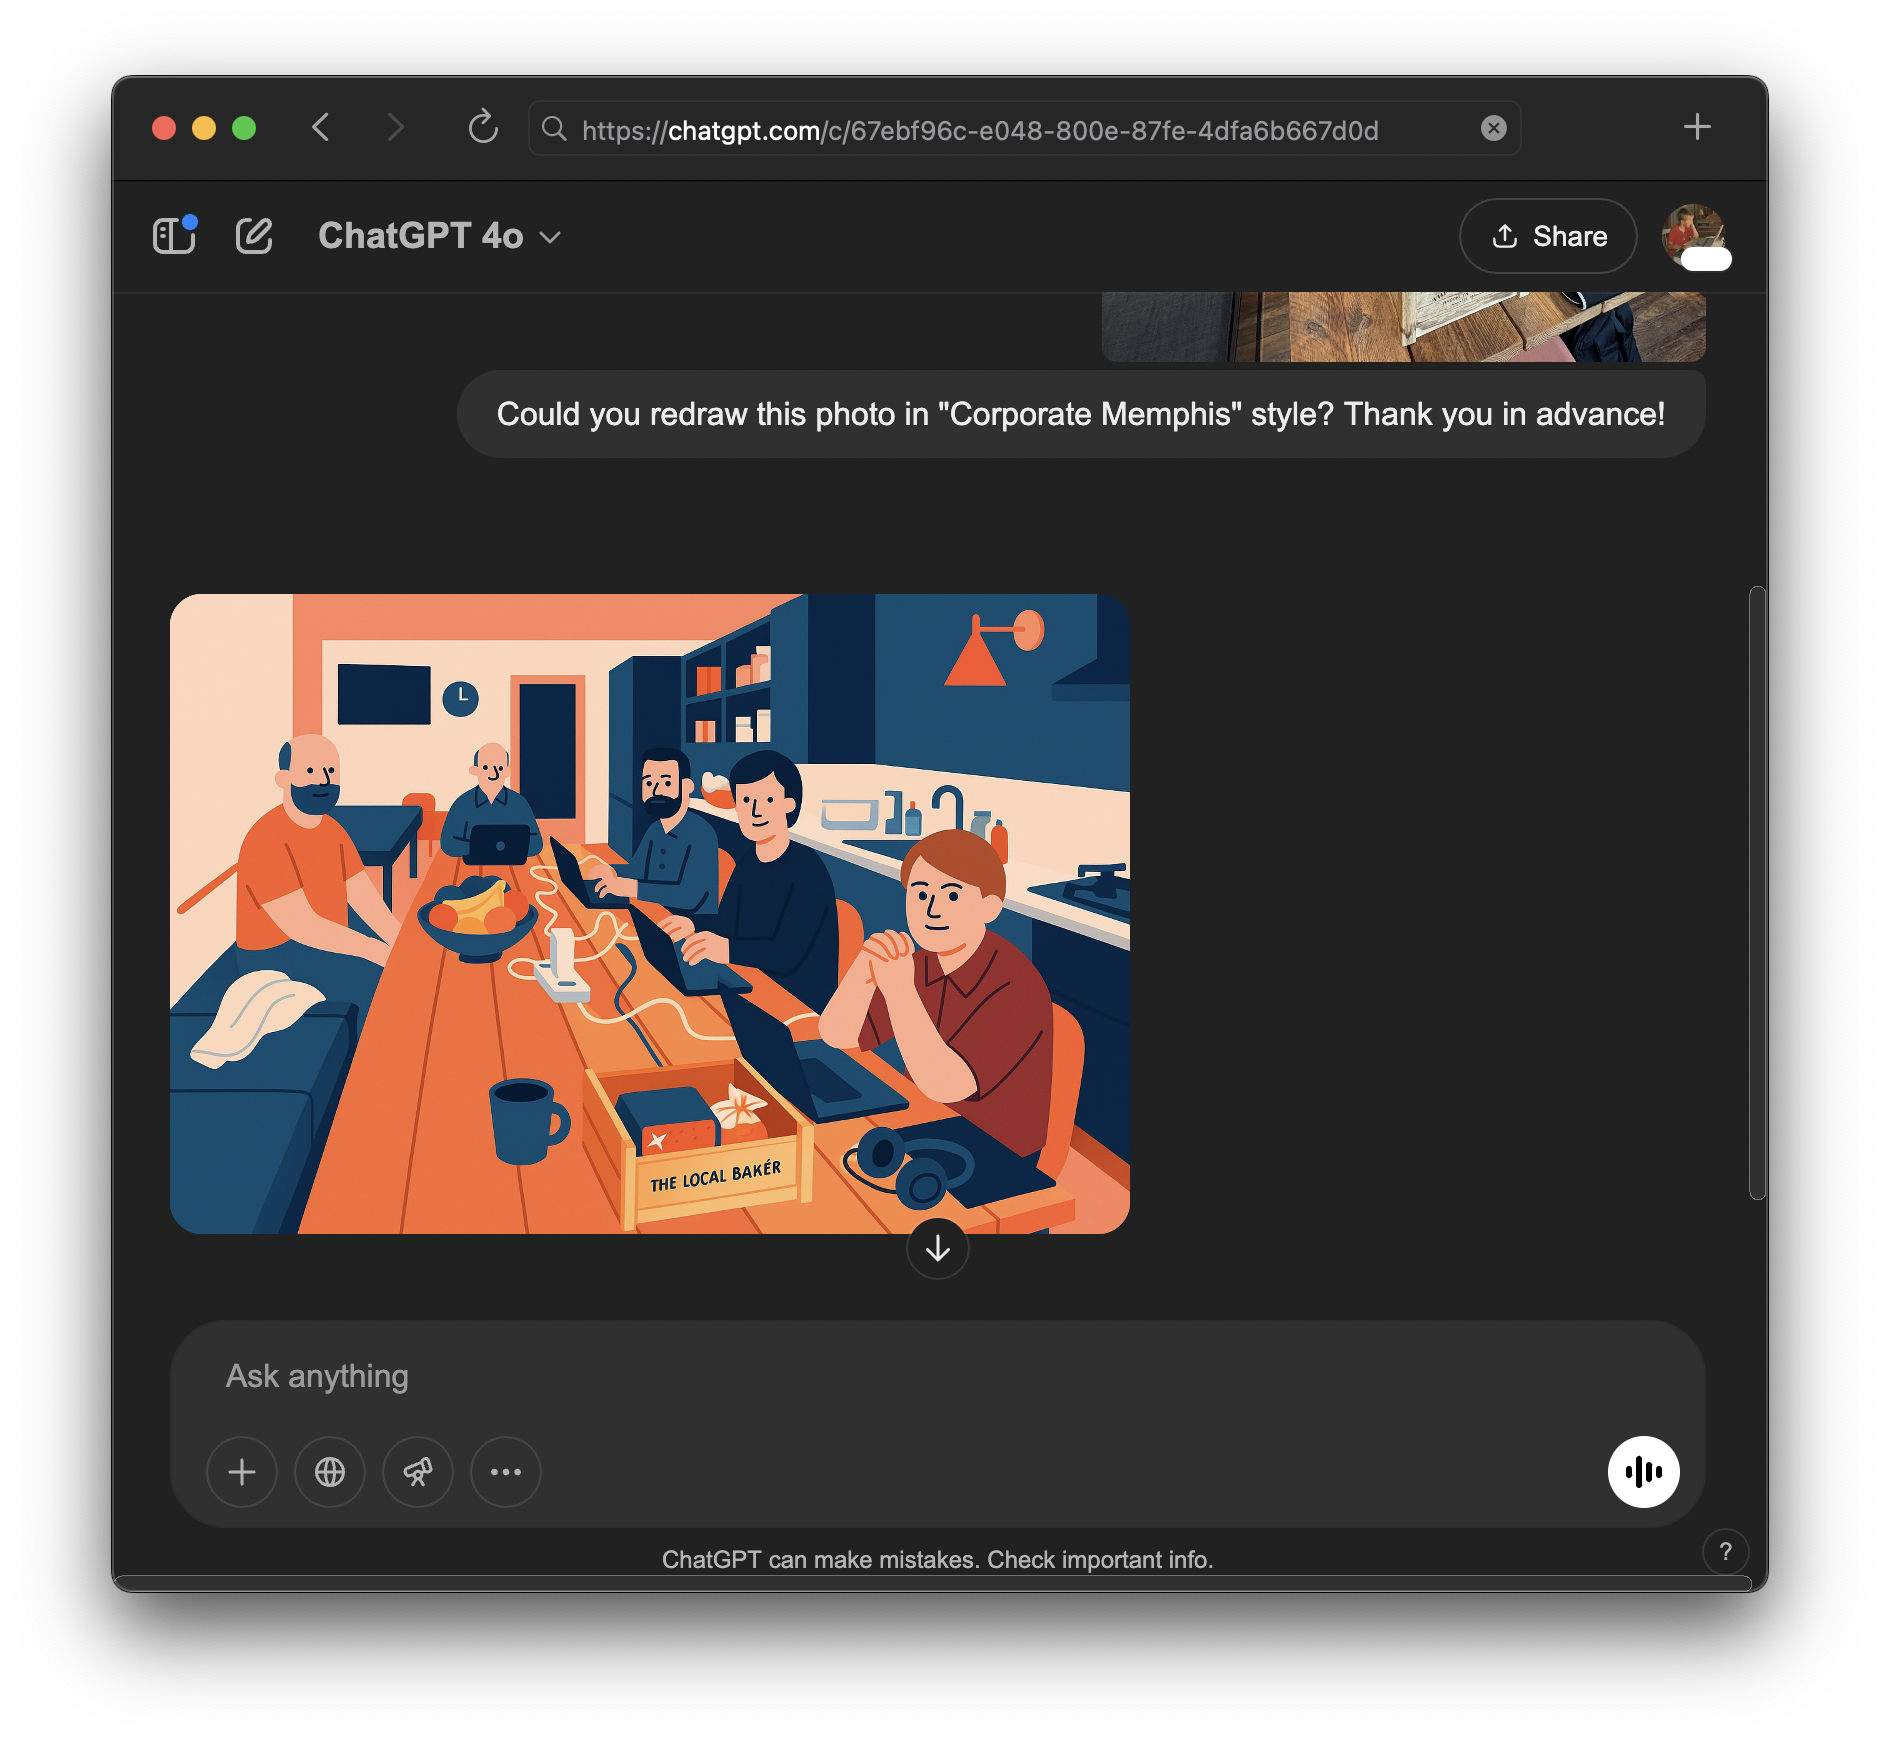 https://chatgpt.com/c/67ebf96c-e048-800e-87fe-4dfa6b667d0d
ChatGPT 4o
Share
Could you redraw this photo in "Corporate Memphis" style? Thank you in advance!
THE LOCAL BAKÉR
Ask anything
ChatGPT can make mistakes. Check important info.
?